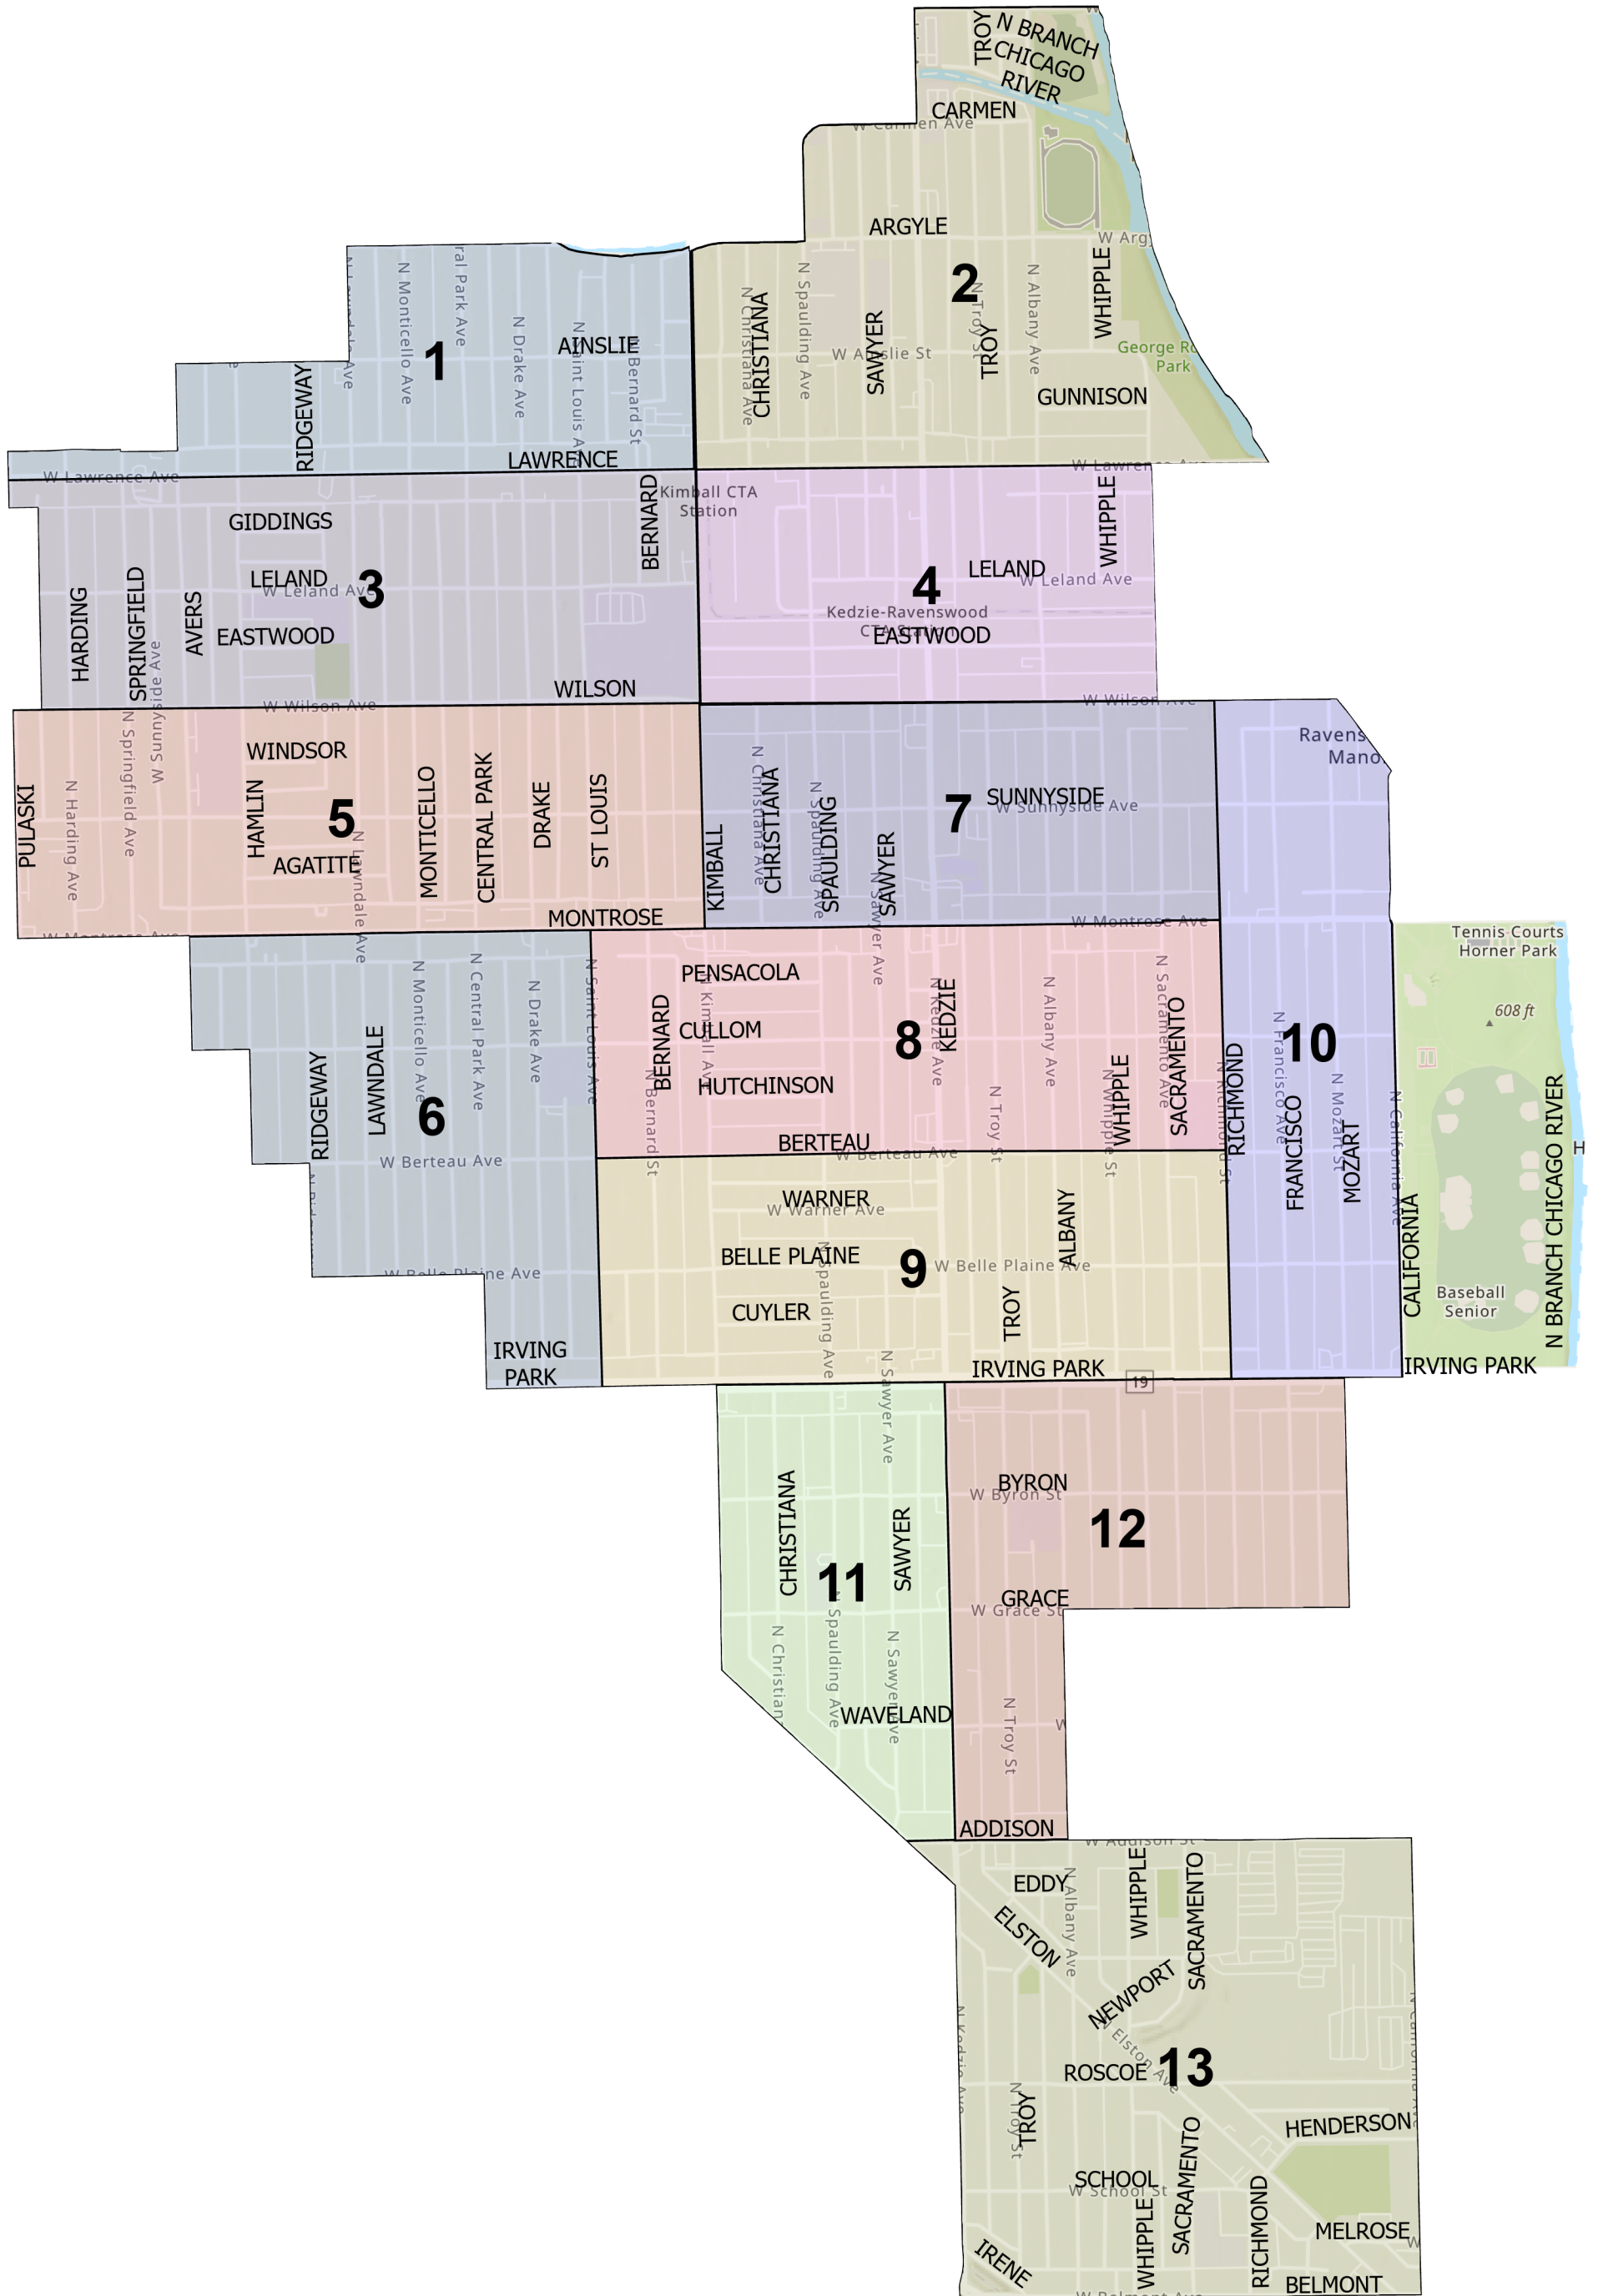 TROY
N BRANCH
CHICAGO
RIVER
CARMEN
W Carmen Ave
ARGYLE
2
WHIPPLE
N Spaulding Ave
N Christiana Ave
CHRISTIANA
SAWYER
N Troy St
TROY
N Albany Ave
W Ainslie St
George
Park
GUNNISON
ral Park Ave
N Monticello Ave
N Drake Ave
AINSLIE
N Bernard St
1
RIDGEWAY
LAWRENCE
W Lawrence Ave
W Lawrence Ave
GIDDINGS
BERNARD
Kimball CTA
Station
WHIPPLE
LELAND
W Leland Ave
3
HARDING
SPRINGFIELD
AVERS
EASTWOOD
W Sunnyside Ave
WILSON
W Wilson Ave
4
LELAND
W Leland Ave
Kedzie-Ravenswood
CTA Station
EASTWOOD
W Wilson Ave
PULASKI
N Harding Ave
N Springfield Ave
WINDSOR
HAMLIN
5
AGATITE
N Lawndale Ave
MONTICELLO
CENTRAL PARK
DRAKE
ST LOUIS
MONTROSE
W Montrose Ave
KIMBALL
N Christiana Ave
CHRISTIANA
N Spaulding Ave
SPAULDING
N Sawyer Ave
SAWYER
7
SUNNYSIDE
W Sunnyside Ave
W Montrose Ave
RIDGEWAY
LAWNDALE
N Monticello Ave
N Central Park Ave
N Drake Ave
N Saint Louis Ave
6
W Berteau Ave
W Belle Plaine Ave
IRVING
PARK
PENSACOLA
BERNARD
N Bernard St
N Kimball Ave
CULLOM
8
KEDZIE
N Kedzie Ave
HUTCHINSON
N Albany Ave
N Troy St
N Whipple St
WHIPPLE
N Sacramento Ave
SACRAMENTO
BERTEAU
W Berteau Ave
N Richmond St
RICHMOND
N Francisco Ave
10
FRANCISCO
N Mozart St
MOZART
N California Ave
CALIFORNIA
Tennis Courts
Horner Park
608 ft
H
N BRANCH CHICAGO RIVER
Baseball
Senior
IRVING PARK
WARNER
W Warner Ave
BELLE PLAINE
9
W Belle Plaine Ave
ALBANY
N Spaulding Ave
CUYLER
TROY
IRVING PARK
19
N Sawyer Ave
CHRISTIANA
SAWYER
11
N Christian
N Spaulding Ave
N Sawyer Ave
WAVELAND
BYRON
W Byron St
12
GRACE
W Grace St
N Troy St
ADDISON
W Addison St
EDDY
N Albany Ave
WHIPPLE
SACRAMENTO
ELSTON
NEWPORT
N Elston Ave
ROSCOE
13
N Kedzie Ave
N Troy St
TROY
HENDERSON
SCHOOL
W School St
WHIPPLE
SACRAMENTO
RICHMOND
MELROSE
IRENE
BELMONT
W Belmont Ave